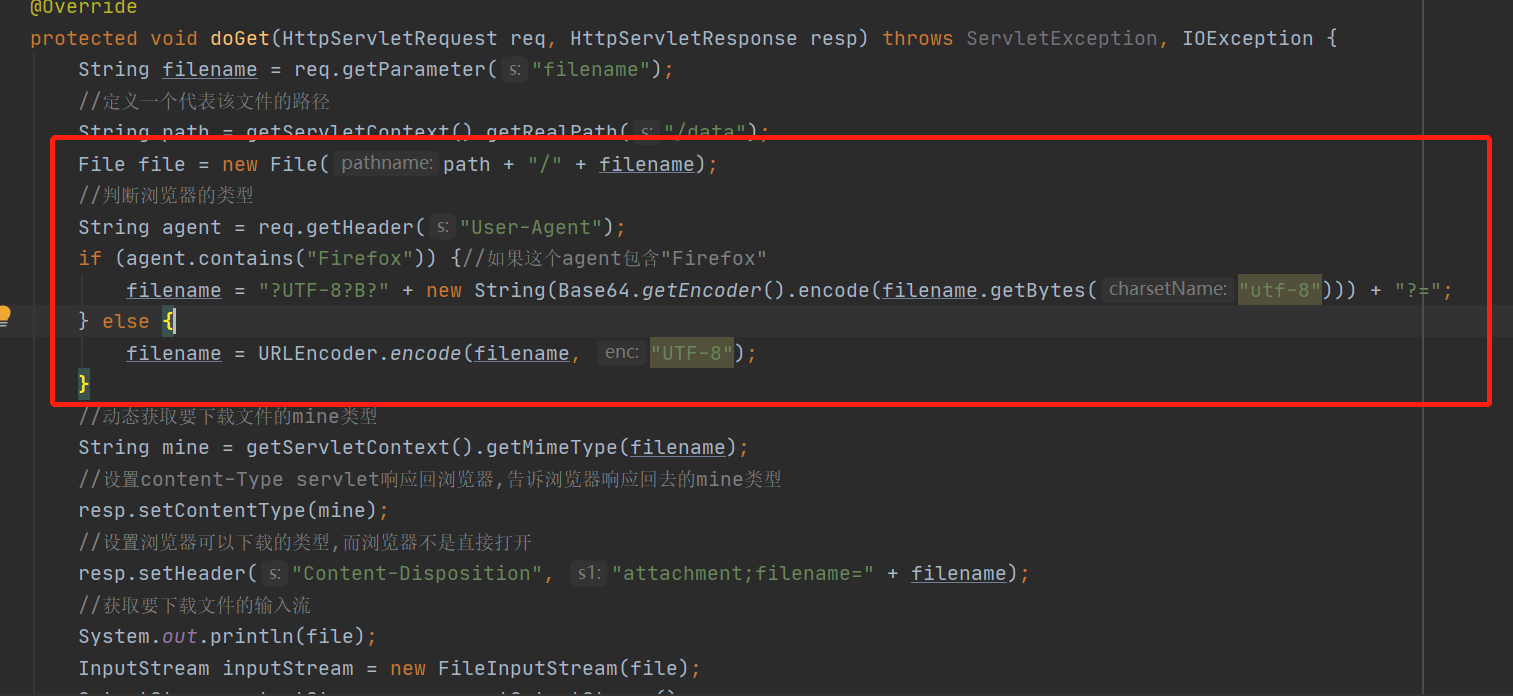 @Override
protected void doGet(HttpServletRequest req, HttpServletResponse resp) throws ServletException, IOException {
String filename = req.getParameter( s: "filename");
//定义一个代表该文件的路径
String path = getServletContext().getRealPath( s: "/data");
File file = new File( pathname: path + "/" + filename);
//判断浏览器的类型
String agent = req.getHeader( s: "User-Agent");
if (agent.contains("Firefox")) {//如果这个agent包含"Firefox"
filename = "?UTF-8?B?" + new String(Base64.getEncoder().encode(filename.getBytes( charsetName: "utf-8"))) + "?=";
} else {
filename = URLEncoder.encode(filename, enc: "UTF-8");
}
//动态获取要下载文件的mine类型
String mine = getServletContext().getMimeType(filename);
//设置content-Type servlet响应回浏览器,告诉浏览器响应回去的mine类型
resp.setContentType(mine);
//设置浏览器可以下载的类型,而浏览器不是直接打开
resp.setHeader( s: "Content-Disposition", s1: "attachment;filename=" + filename);
//获取要下载文件的输入流
System.out.println(file);
InputStream inputStream = new FileInputStream(file);